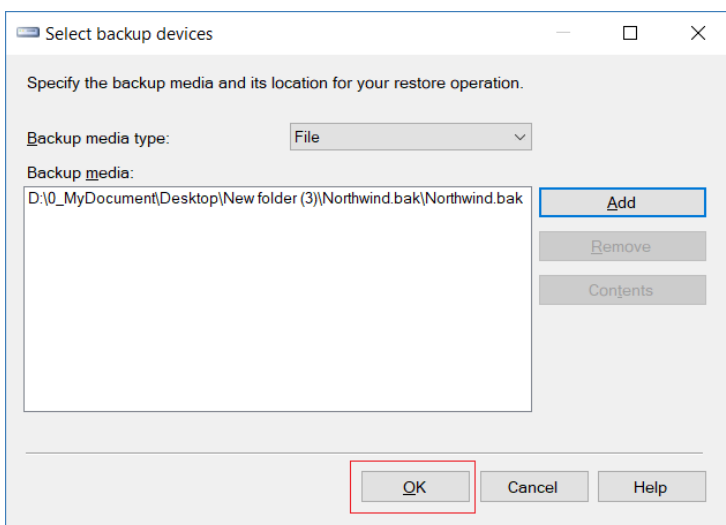 Select backup devices
Specify the backup media and its location for your restore operation.
Backup media type:
File
Backup media:
D:\0_MyDocument\Desktop\New folder (3)\Northwind.bak\Northwind.bak
Add
Remove
Contents
OK
Cancel
Help